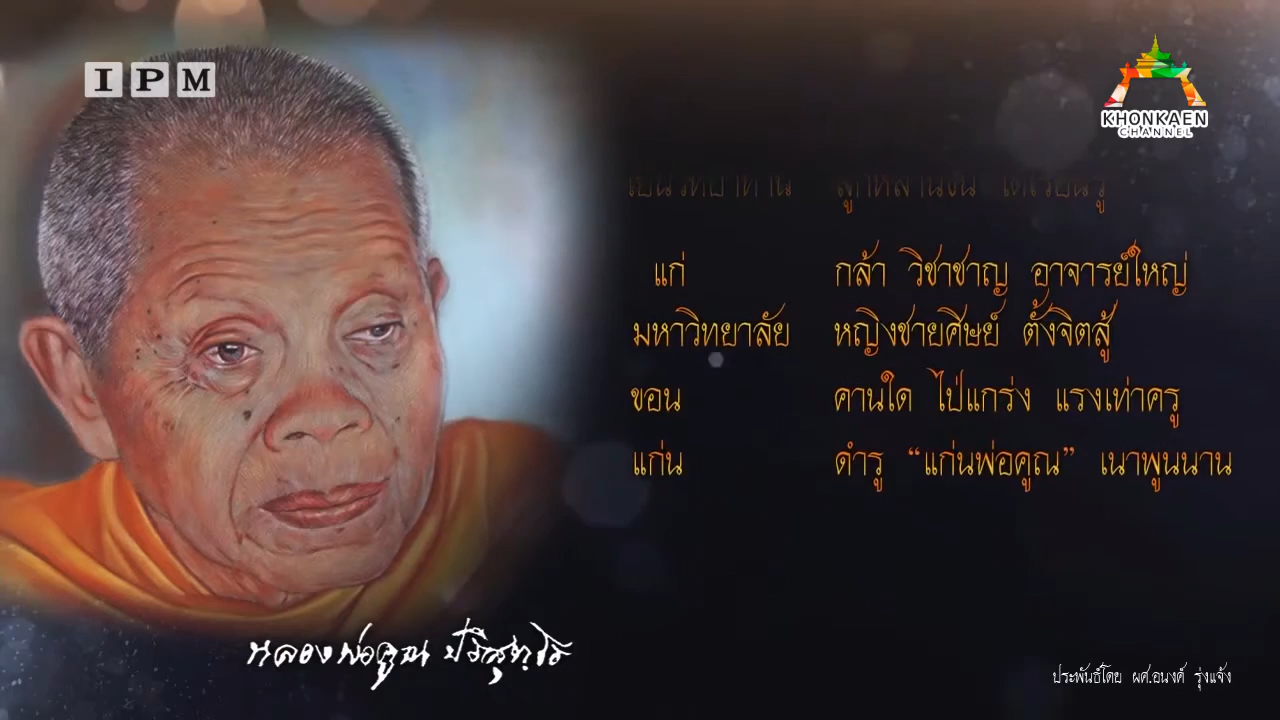 IPM
KHONKAEN
CHANNEL
แก่ กล้า วิชาชาญ อาจารย์ใหญ่
มหาวิทยาลัย หญิงชายศิษย์ ตั้งจิตสู้
ขอน คานใด ไป่แกร่ง แรงเท่าครู
แก่น ดำรู “แก่นพ่อคูณ” เนาพูนนาน
หลวงพ่อคูณ ปริสุทฺโธ
ประพันธ์โดย ผศ.อนงค์ รุ่งแจ้ง